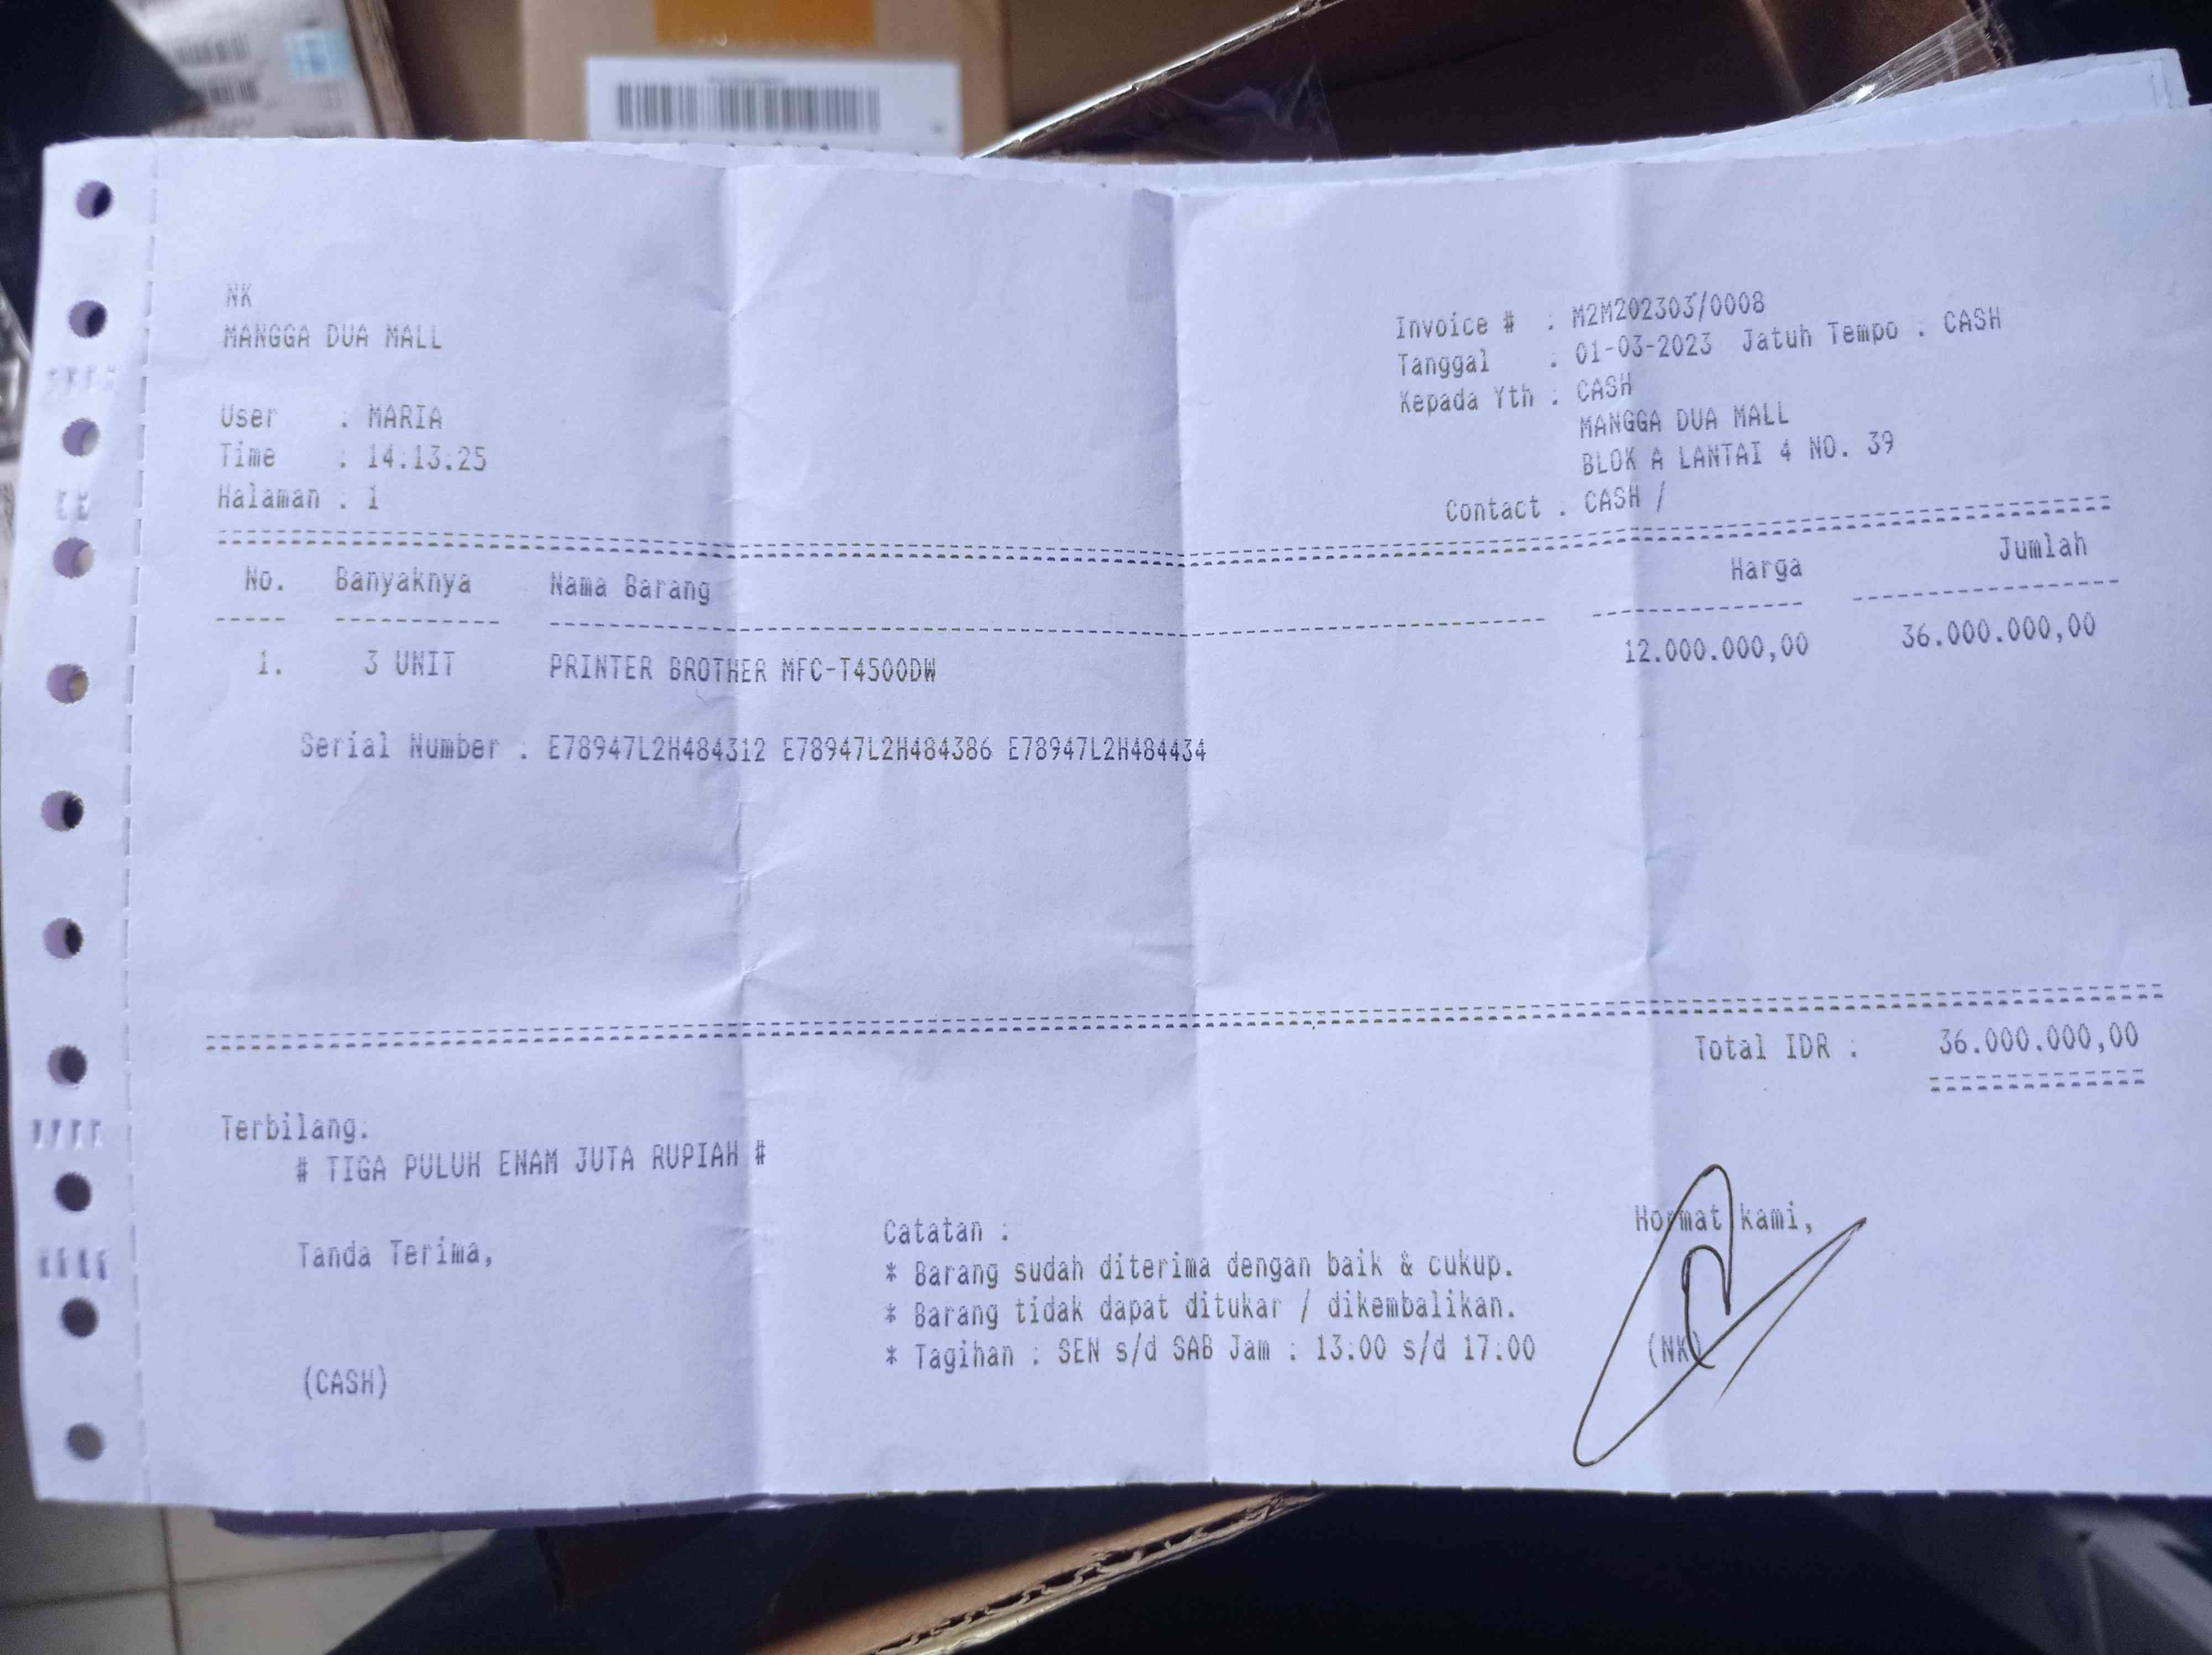 NK
MANGGA DUA MALL
User : MARIA
Time : 14:13:25
Halaman : 1
Invoice # : M2M202303/0008
Tanggal : 01-03-2023 Jatuh Tempo : CASH
Kepada Yth : CASH
MANGGA DUA MALL
BLOK A LANTAI 4 NO. 39
Contact : CASH /
No. Banyaknya Nama Barang Harga Jumlah
1. 3 UNIT PRINTER BROTHER MFC-T4500DW 12.000.000,00 36.000.000,00
Serial Number : E78947L2H484312 E78947L2H484386 E78947L2H484434
Total IDR : 36.000.000,00
Terbilang:
# TIGA PULUH ENAM JUTA RUPIAH #
Tanda Terima,
(CASH)
Catatan :
* Barang sudah diterima dengan baik & cukup.
* Barang tidak dapat ditukar / dikembalikan.
* Tagihan : SEN s/d SAB Jam : 13:00 s/d 17:00
Hormat kami,
(NK)